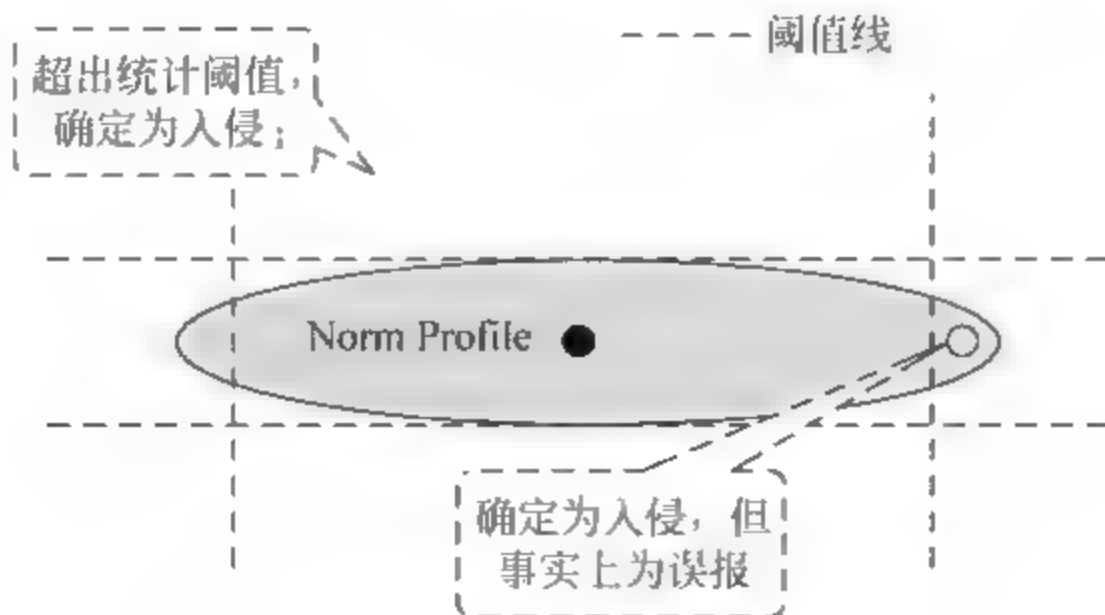 阈值线
超出统计阈值,
确定为入侵;
Norm Profile
确定为入侵,但
事实上为误报